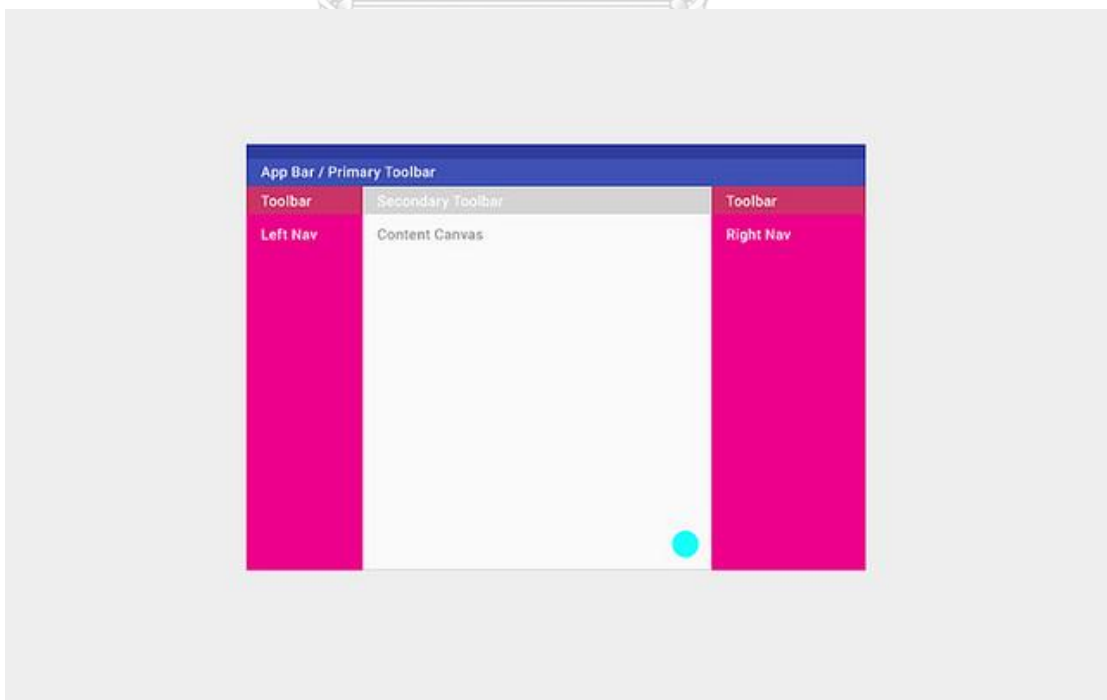 App Bar / Primary Toolbar
Toolbar
Secondary Toolbar
Toolbar
Left Nav
Content Canvas
Right Nav